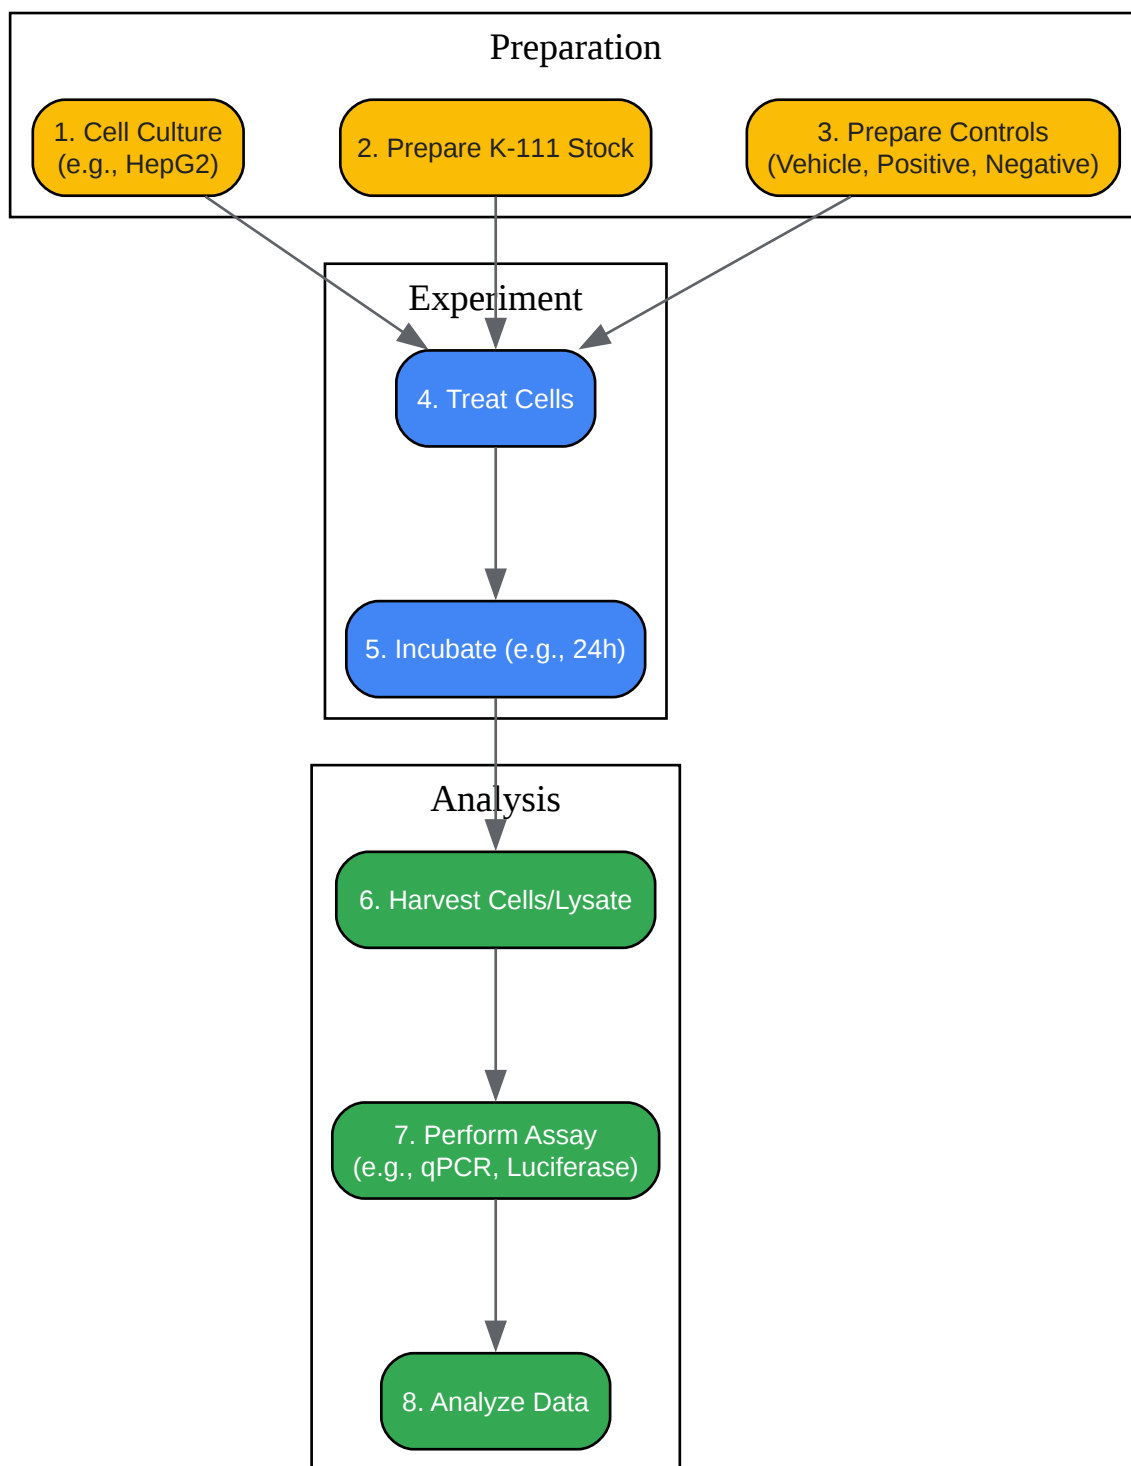 Preparation
1. Cell Culture
(e.g., HepG2)
2. Prepare K-111 Stock
3. Prepare Controls
(Vehicle, Positive, Negative)
Experiment
4. Treat Cells
5. Incubate (e.g., 24h)
Analysis
6. Harvest Cells/Lysate
7. Perform Assay
(e.g., qPCR, Luciferase)
8. Analyze Data